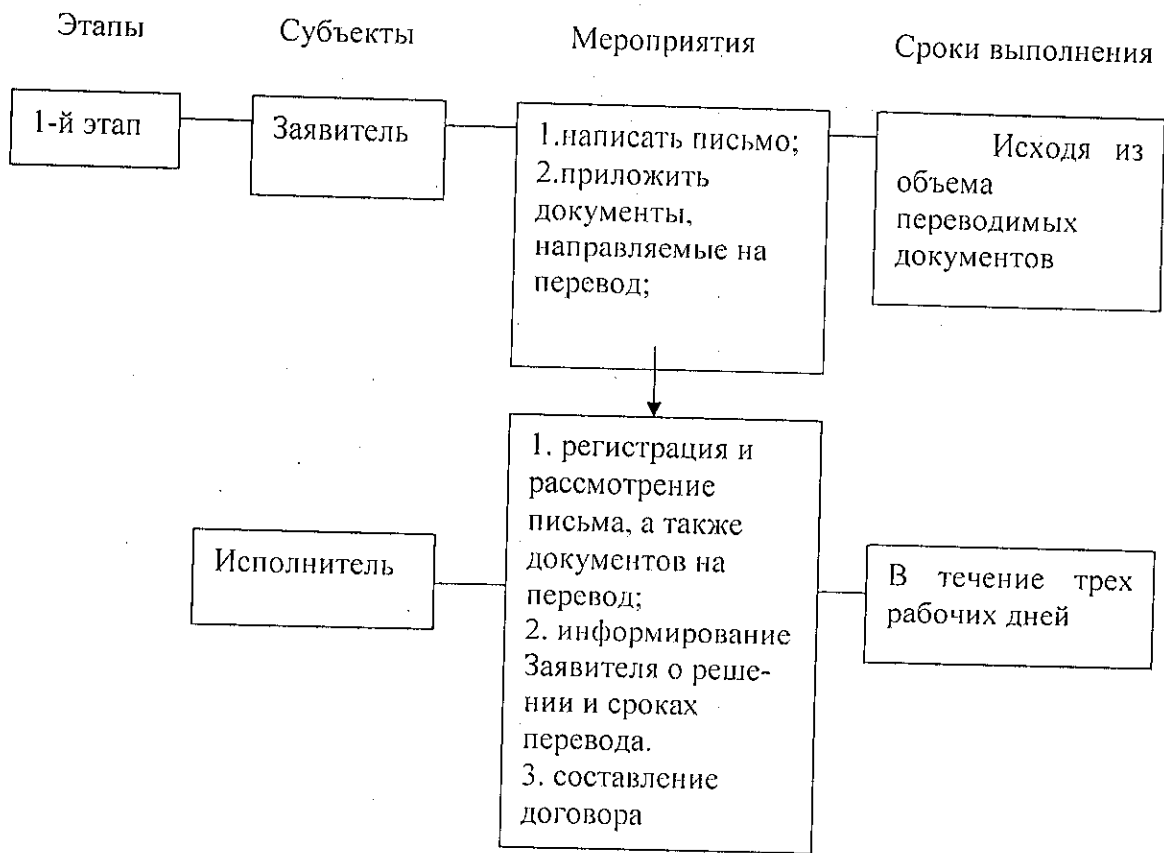 Этапы
Субъекты
Мероприятия
Сроки выполнения
1-й этап
Заявитель
1.написать письмо;
2.приложить
документы,
направляемые на
перевод;
Исходя из
объема
переводимых
документов
Исполнитель
1. регистрация и
рассмотрение
письма, а также
документов на
перевод;
2. информирование
Заявителя о реше-
нии и сроках
перевода.
3. составление
договора
В течение трех
рабочих дней